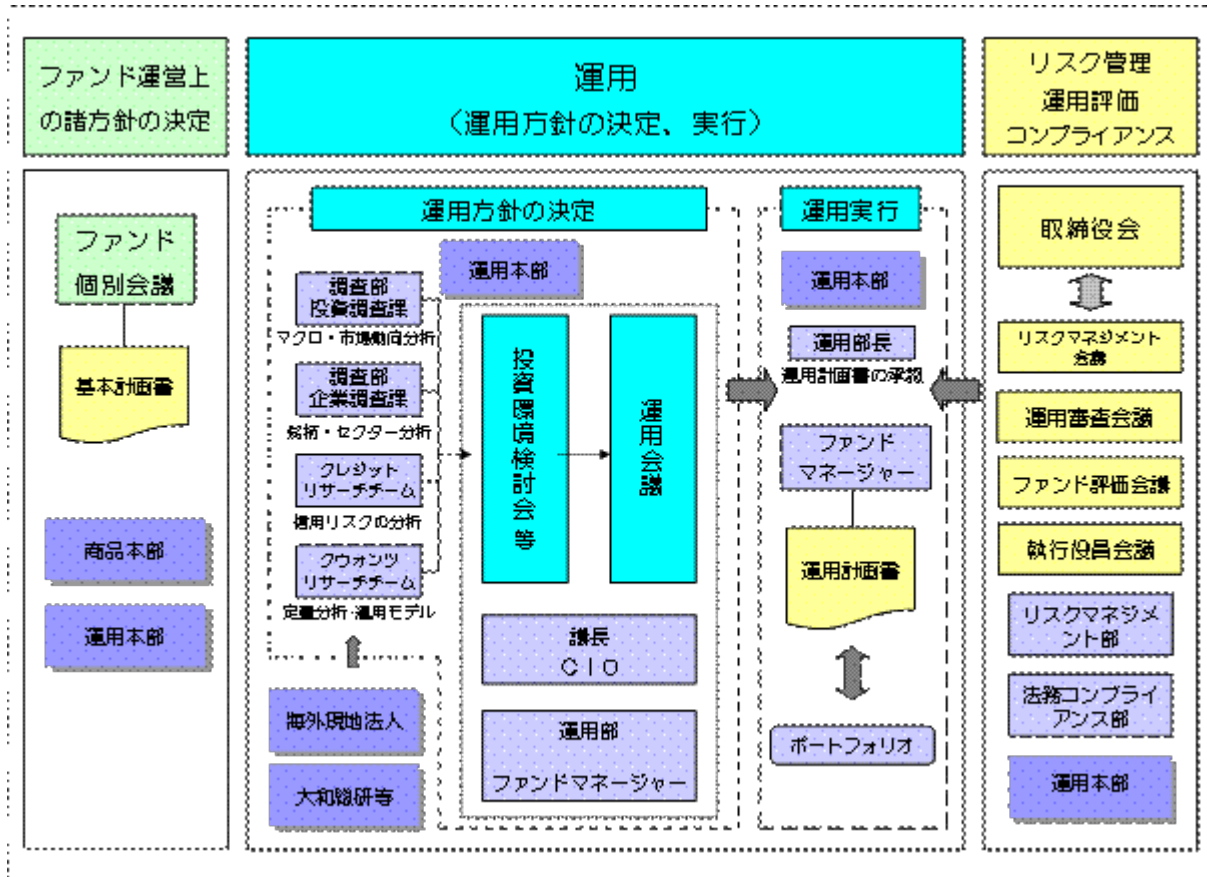 ファンド運営上
の諸方針の決定
ファンド
個別会議
基本計画書
商品本部
運用本部
運用
（運用方針の決定、実行）
運用方針の決定
運用本部
調査部
投資調査課
マクロ・市場動向分析
調査部
企業調査課
銘柄・セクター分析
クレジット
リサーチチーム
信用リスクの分析
クウォンツ
リサーチチーム
定量分析・運用モデル
海外現地法人
大和総研等
投資環境検討会等
運用会議
議長
ＣＩＯ
運用部
ファンドマネージャー
運用実行
運用本部
運用部長
運用計画書の承認
ファンド
マネージャー
運用計画書
ポートフォリオ
リスク管理
運用評価
コンプライアンス
取締役会
リスクマネジメント
会議
運用審査会議
ファンド評価会議
執行役員会議
リスクマネジメ
ント部
法務コンプライ
アンス部
運用本部